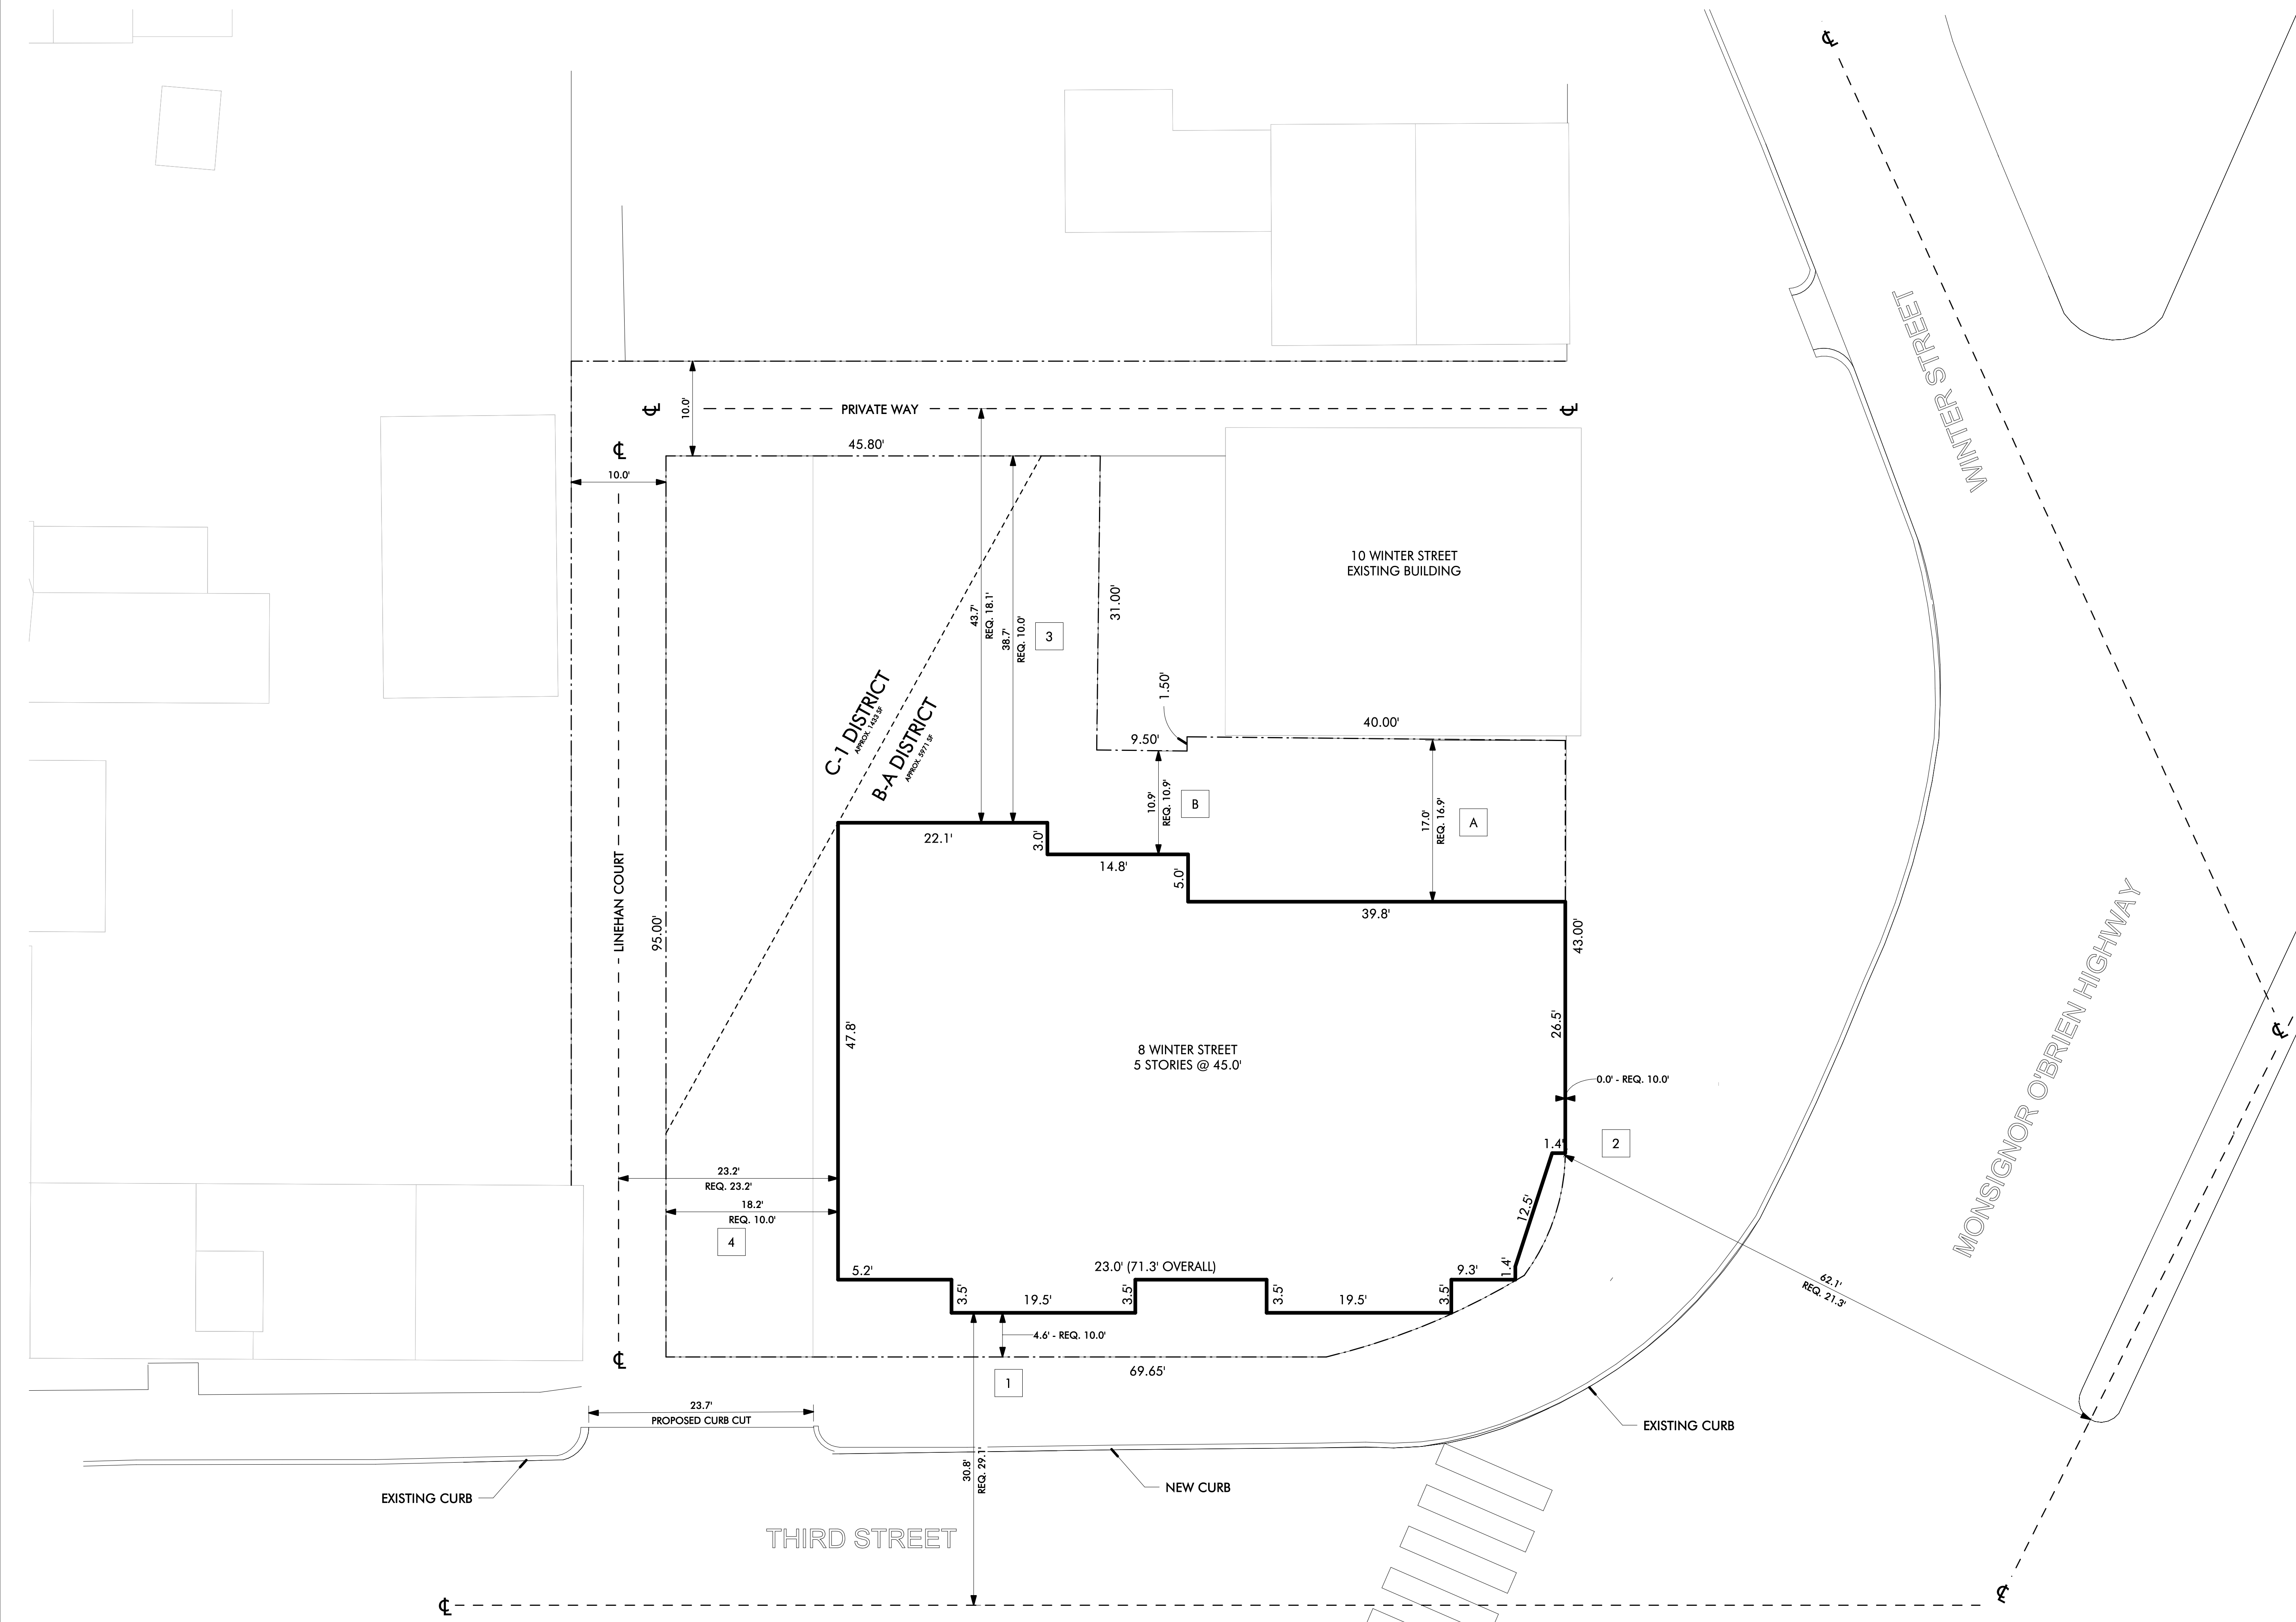 ℄
WINTER STREET
10.0'
℄
PRIVATE WAY
℄
45.80'
℄
10.0'
10 WINTER STREET
EXISTING BUILDING
31.00'
43.7'
REQ. 18.1'
38.7'
REQ. 10.0'
3
C-1 DISTRICT
APPROX. 1433 SF
B-A DISTRICT
APPROX. 5971 SF
1.50'
9.50'
40.00'
10.9'
REQ. 10.9'
B
17.0'
REQ. 16.9'
A
22.1'
3.0'
14.8'
5.0'
39.8'
43.00'
LINEHAN COURT
95.00'
47.8'
8 WINTER STREET
5 STORIES @ 45.0'
26.5'
0.0' - REQ. 10.0'
MONSIGNOR O'BRIEN HIGHWAY
℄
1.4'
2
23.2'
REQ. 23.2'
18.2'
REQ. 10.0'
4
12.5'
5.2'
23.0' (71.3' OVERALL)
9.3'
1.4'
3.5'
19.5'
3.5'
3.5'
19.5'
3.5'
62.1'
REQ. 21.3'
4.6' - REQ. 10.0'
℄
69.65'
1
23.7'
PROPOSED CURB CUT
EXISTING CURB
30.8'
REQ. 29.1'
NEW CURB
EXISTING CURB
THIRD STREET
℄
℄